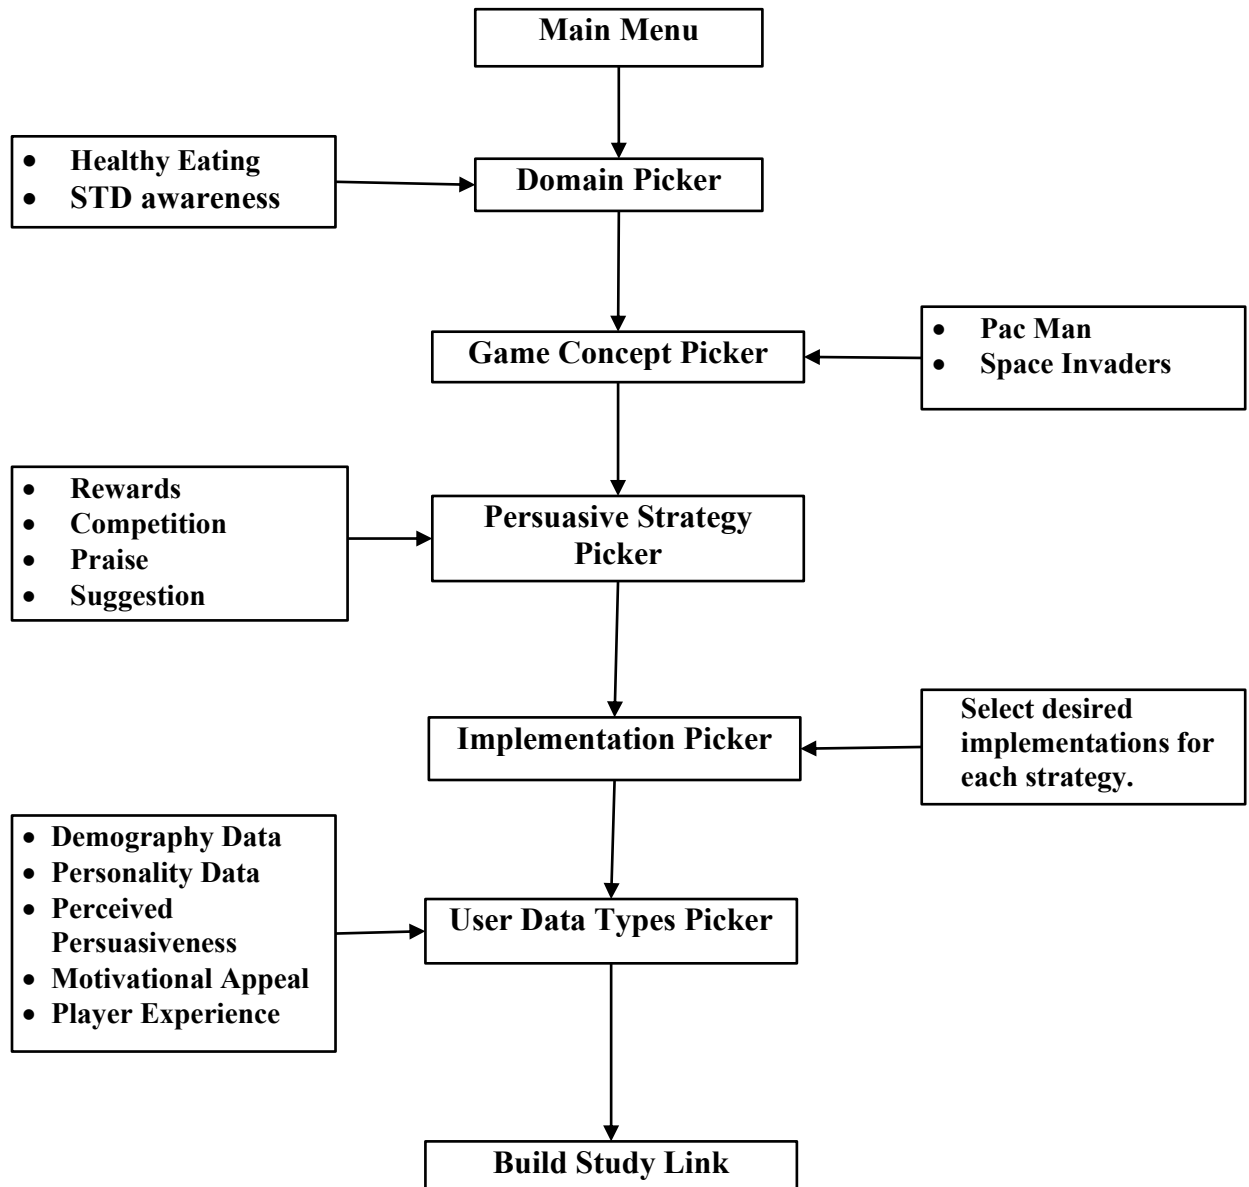 Main Menu
• Healthy Eating
• STD awareness
Domain Picker
Game Concept Picker
• Pac Man
• Space Invaders
• Rewards
• Competition
• Praise
• Suggestion
Persuasive Strategy
Picker
Implementation Picker
Select desired
implementations for
each strategy.
• Demography Data
• Personality Data
• Perceived
Persuasiveness
• Motivational Appeal
• Player Experience
User Data Types Picker
Build Study Link